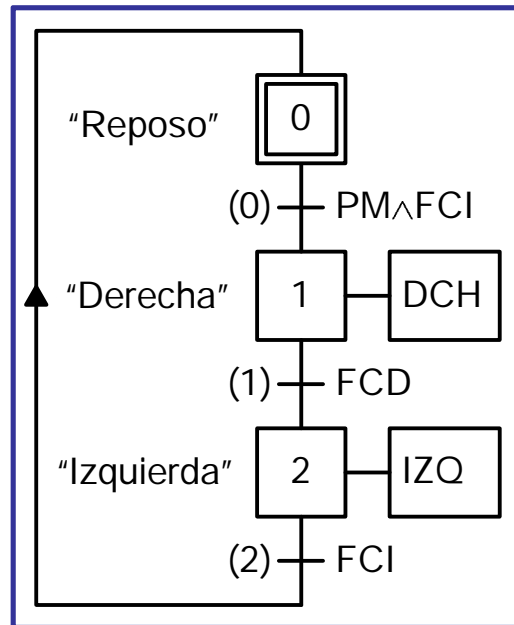 “Reposo” 0
(0) PM∧FCI
“Derecha” 1 DCH
(1) FCD
“Izquierda” 2 IZQ
(2) FCI